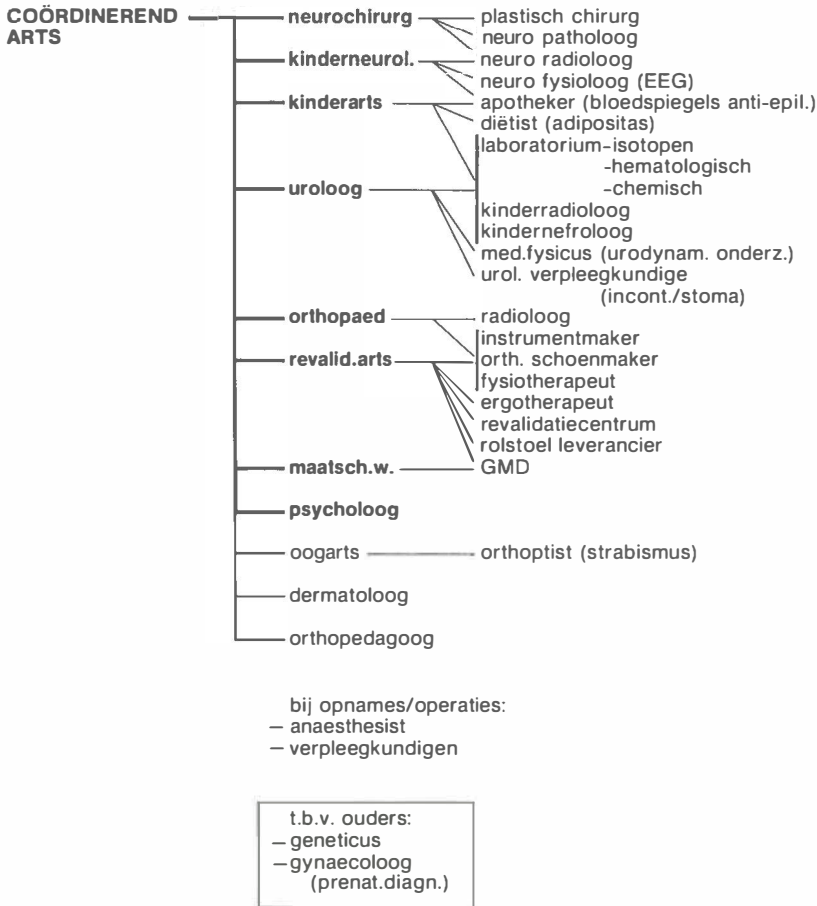 COÖRDINEREND
ARTS
neurochirurg
plastisch chirurg
neuro patholoog
kinderneurol.
neuro radioloog
neuro fysioloog (EEG)
kinderarts
apotheker (bloedspiegels anti-epil.)
diëtist (adipositas)
laboratorium-isotopen
-hematologisch
uroloog
-chemisch
kinderradioloog
kindernefroloog
med.fysicus (urodynam. onderz.)
urol. verpleegkundige
(incont./stoma)
orthopaed
radioloog
instrumentmaker
revalid.arts
orth. schoenmaker
fysiotherapeut
ergotherapeut
revalidatiecentrum
rolstoel leverancier
maatsch.w.
GMD
psycholoog
oogarts
orthoptist (strabismus)
dermatoloog
orthopedagoog
bij opnames/operaties:
– anaesthesist
– verpleegkundigen
t.b.v. ouders:
– geneticus
– gynaecoloog
(prenat.diagn.)